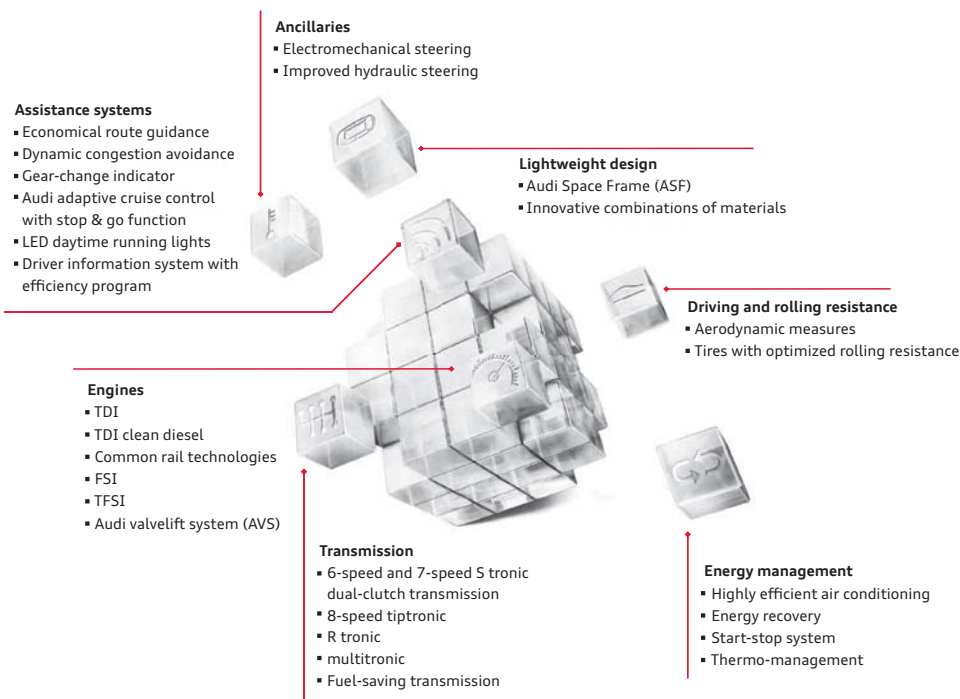 Ancillaries
▪ Electromechanical steering
▪ Improved hydraulic steering
Assistance systems
▪ Economical route guidance
▪ Dynamic congestion avoidance
▪ Gear-change indicator
▪ Audi adaptive cruise control
with stop & go function
▪ LED daytime running lights
▪ Driver information system with
efficiency program
Lightweight design
▪ Audi Space Frame (ASF)
▪ Innovative combinations of materials
Driving and rolling resistance
▪ Aerodynamic measures
▪ Tires with optimized rolling resistance
Engines
▪ TDI
▪ TDI clean diesel
▪ Common rail technologies
▪ FSI
▪ TFSI
▪ Audi valvelift system (AVS)
Transmission
▪ 6-speed and 7-speed S tronic
dual-clutch transmission
▪ 8-speed tiptronic
▪ R tronic
▪ multitronic
▪ Fuel-saving transmission
Energy management
▪ Highly efficient air conditioning
▪ Energy recovery
▪ Start-stop system
▪ Thermo-management